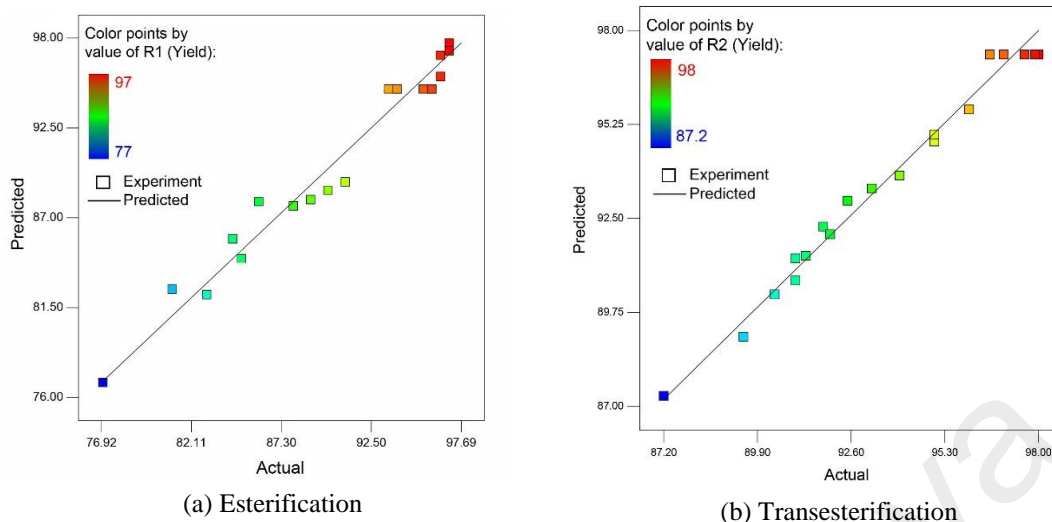 Color points by
value of R1 (Yield):
97
77
Experiment
Predicted
98.00
92.50
87.00
81.50
76.00
Predicted
76.92 82.11 87.30 92.50 97.69
Actual
(a) Esterification
Color points by
value of R2 (Yield):
98
87.2
Experiment
Predicted
98.00
95.25
92.50
89.75
87.00
Predicted
87.20 89.90 92.60 95.30 98.00
Actual
(b) Transesterification